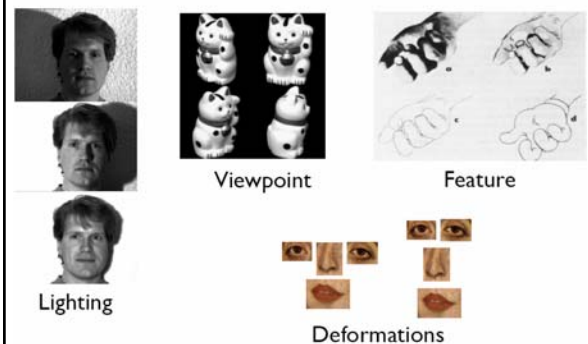 a
b
c
d
Viewpoint
Feature
Lighting
Deformations